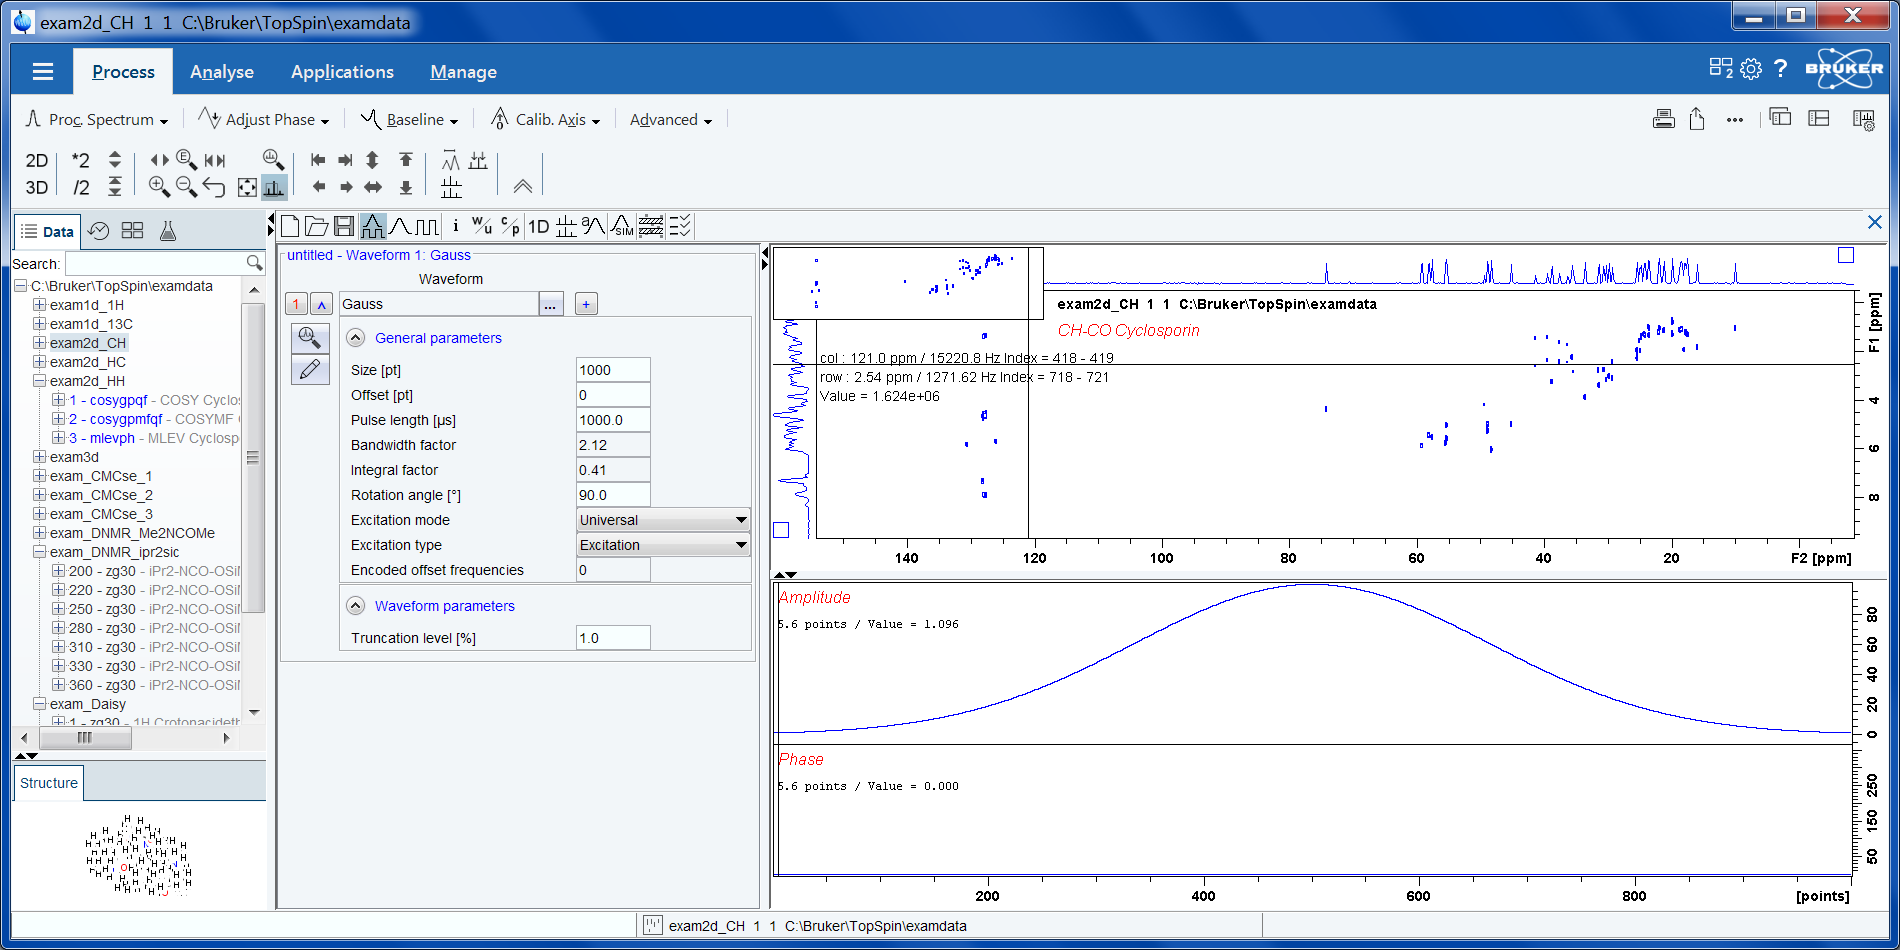 exam2d_CH 1 1 C:\Bruker\TopSpin\examdata
Process Analyse Applications Manage
2 ? BRUKER
Proc. Spectrum Adjust Phase Baseline Calib. Axis Advanced ...
2D *2
3D /2
Data
i w/u c/p 1D SIM
Search:
C:\Bruker\TopSpin\examdata
exam1d_1H
exam1d_13C
exam2d_CH
exam2d_HC
exam2d_HH
1 - cosygpqf - COSY Cyclos
2 - cosygpmfqf - COSYMF
3 - mlevph - MLEV Cyclosp
exam3d
exam_CMCse_1
exam_CMCse_2
exam_CMCse_3
exam_DNMR_Me2NCOMe
exam_DNMR_ipr2sic
200 - zg30 - iPr2-NCO-OSi
220 - zg30 - iPr2-NCO-OSi
250 - zg30 - iPr2-NCO-OSi
280 - zg30 - iPr2-NCO-OSi
310 - zg30 - iPr2-NCO-OSi
330 - zg30 - iPr2-NCO-OSi
360 - zg30 - iPr2-NCO-OSi
exam_Daisy
1 - zg30 - 1H Crotonacideth
Structure
untitled - Waveform 1: Gauss
Waveform
1 Gauss ... +
General parameters
Size [pt] 1000
Offset [pt] 0
Pulse length [µs] 1000.0
Bandwidth factor 2.12
Integral factor 0.41
Rotation angle [°] 90.0
Excitation mode Universal
Excitation type Excitation
Encoded offset frequencies 0
Waveform parameters
Truncation level [%] 1.0
exam2d_CH 1 1 C:\Bruker\TopSpin\examdata
CH-CO Cyclosporin
col : 121.0 ppm / 15220.8 Hz Index = 418 - 419
row : 2.54 ppm / 1271.62 Hz Index = 718 - 721
Value = 1.624e+06
F1 [ppm]
4
6
8
140 120 100 80 60 40 20 F2 [ppm]
Amplitude
5.6 points / Value = 1.096
80
60
40
20
0
Phase
5.6 points / Value = 0.000
250
150
50
200 400 600 800 [points]
exam2d_CH 1 1 C:\Bruker\TopSpin\examdata